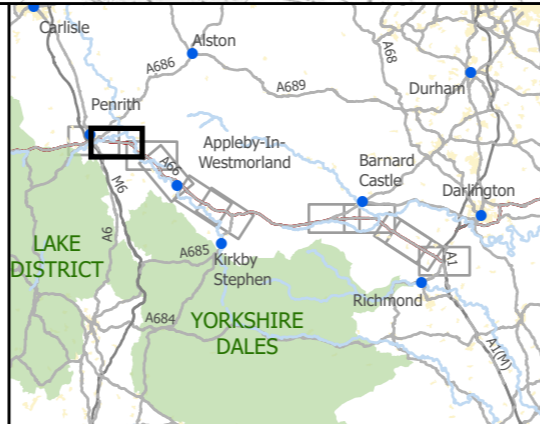 Carlisle
Alston
A68
A686
A689
Durham
Penrith
Appleby-In-
Westmorland
Barnard
Castle
Darlington
A66
M6
A6
LAKE
DISTRICT
A685
Kirkby
Stephen
A1
Richmond
A684
YORKSHIRE
DALES
A1(M)